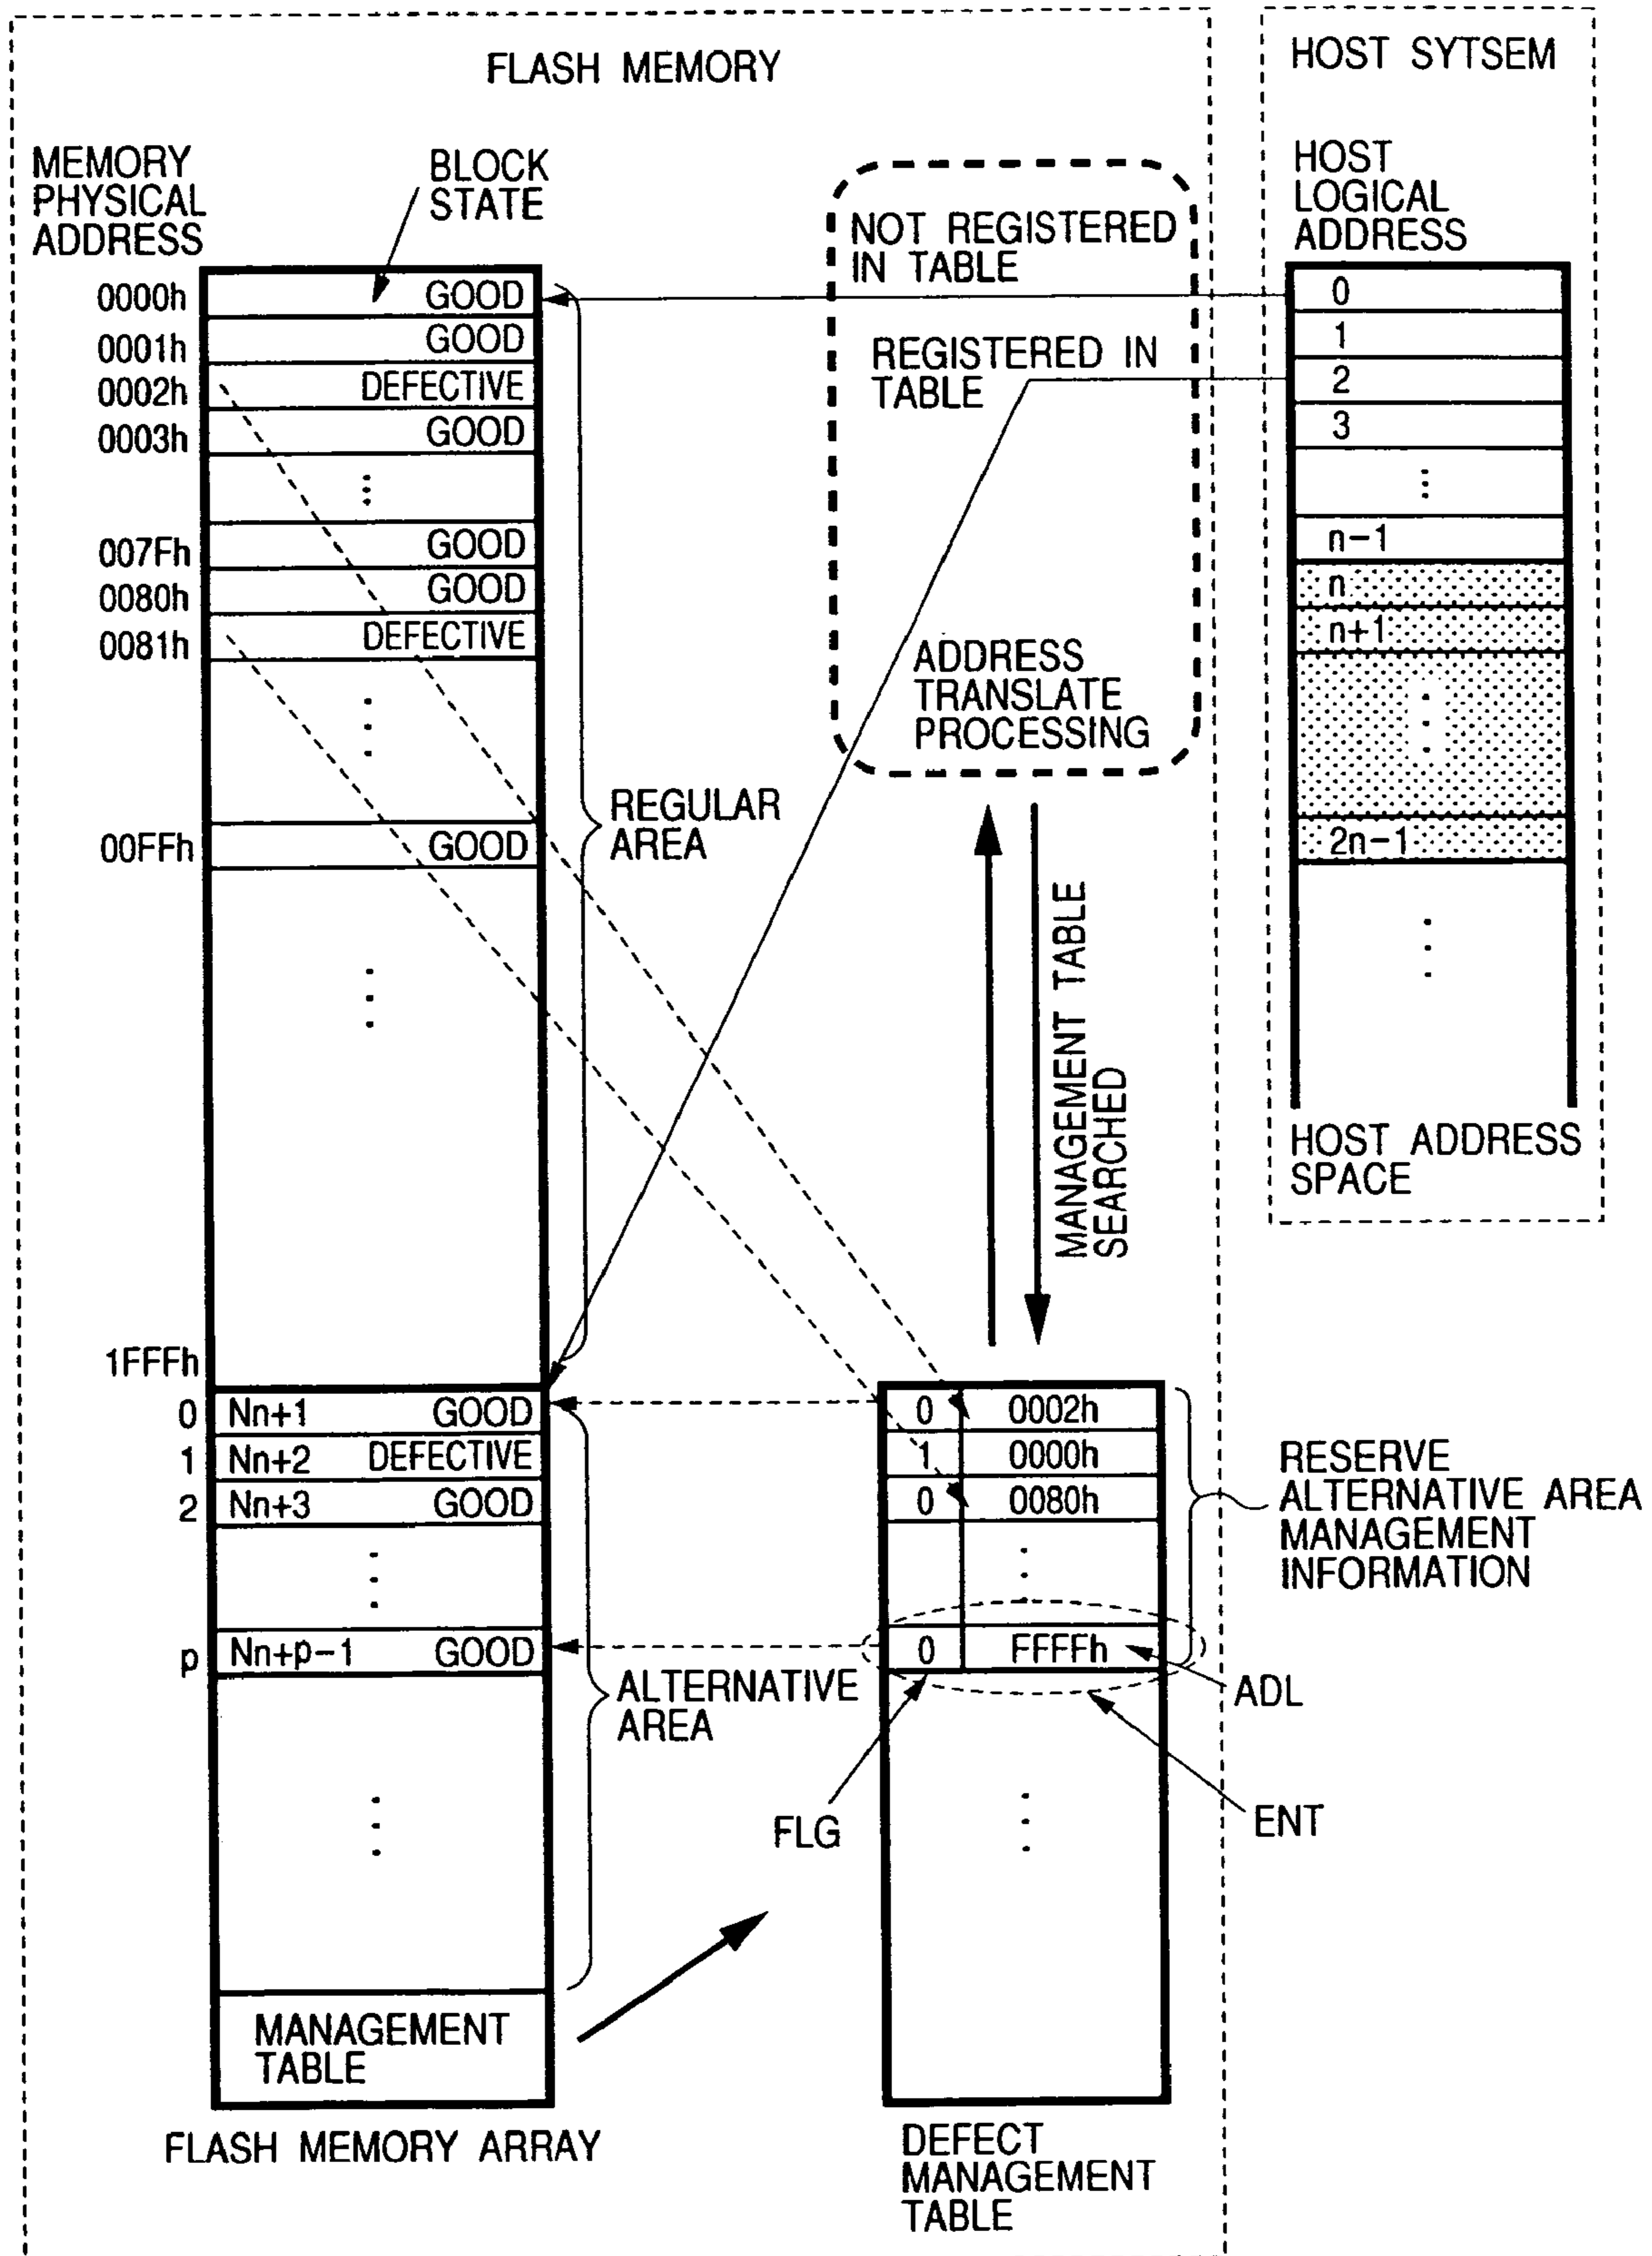 FLASH MEMORY
HOST SYTSEM
MEMORY
PHYSICAL
ADDRESS
BLOCK
STATE
0000h GOOD
0001h GOOD
0002h DEFECTIVE
0003h GOOD
007Fh GOOD
0080h GOOD
0081h DEFECTIVE
00FFh GOOD
1FFFh
REGULAR
AREA
NOT REGISTERED
IN TABLE
REGISTERED IN
TABLE
ADDRESS
TRANSLATE
PROCESSING
MANAGEMENT TABLE
SEARCHED
HOST
LOGICAL
ADDRESS
0
1
2
3
n-1
n
n+1
2n-1
HOST ADDRESS
SPACE
0 Nn+1 GOOD
1 Nn+2 DEFECTIVE
2 Nn+3 GOOD
p Nn+p-1 GOOD
ALTERNATIVE
AREA
MANAGEMENT
TABLE
FLASH MEMORY ARRAY
0 0002h
1 0000h
0 0080h
0 FFFFh
RESERVE
ALTERNATIVE AREA
MANAGEMENT
INFORMATION
ADL
ENT
FLG
DEFECT
MANAGEMENT
TABLE